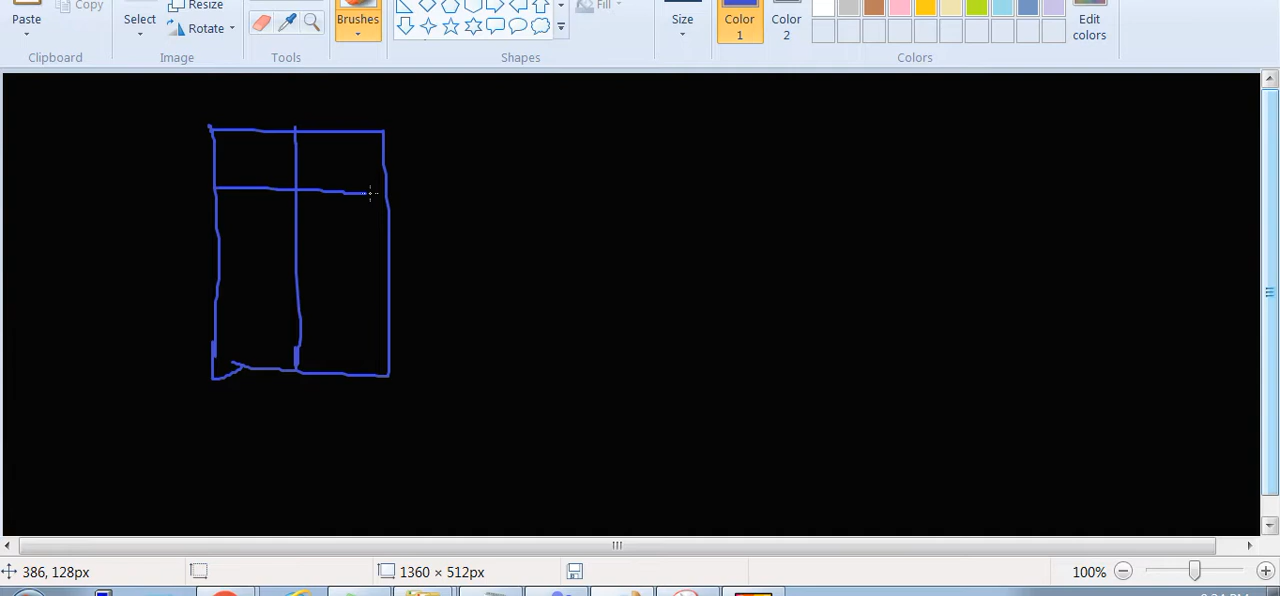 Paste
Copy
Clipboard
Select
Resize
Rotate
Image
Tools
Brushes
Fill
Shapes
Size
Color
1
Color
2
Edit
colors
Colors
386, 128px
1360 × 512px
100%